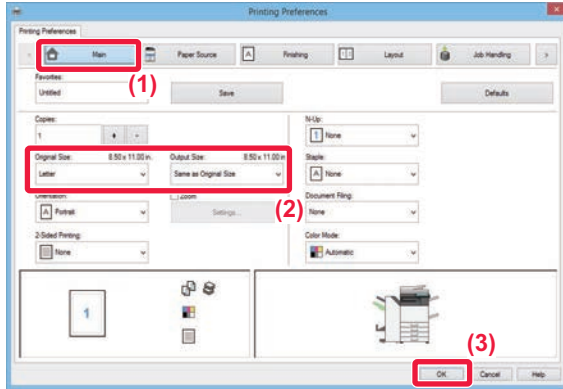 Printing Preferences
Printing Preferences
Main
Paper Source
A
Finishing
Layout
Job Handling
(1)
Favorites:
Untitled
Save
Defaults
Copies:
1
+ -
N-Up:
1 None
Original Size: 8.50 x 11.00 in.
Output Size: 8.50 x 11.00 in
Staple:
Letter
Same as Original Size
A None
(2)
Orientation:
Zoom
Document Filing:
A Portrait
Settings...
None
2-Sided Printing:
Color Mode:
None
Automatic
1
(3)
OK
Cancel
Help